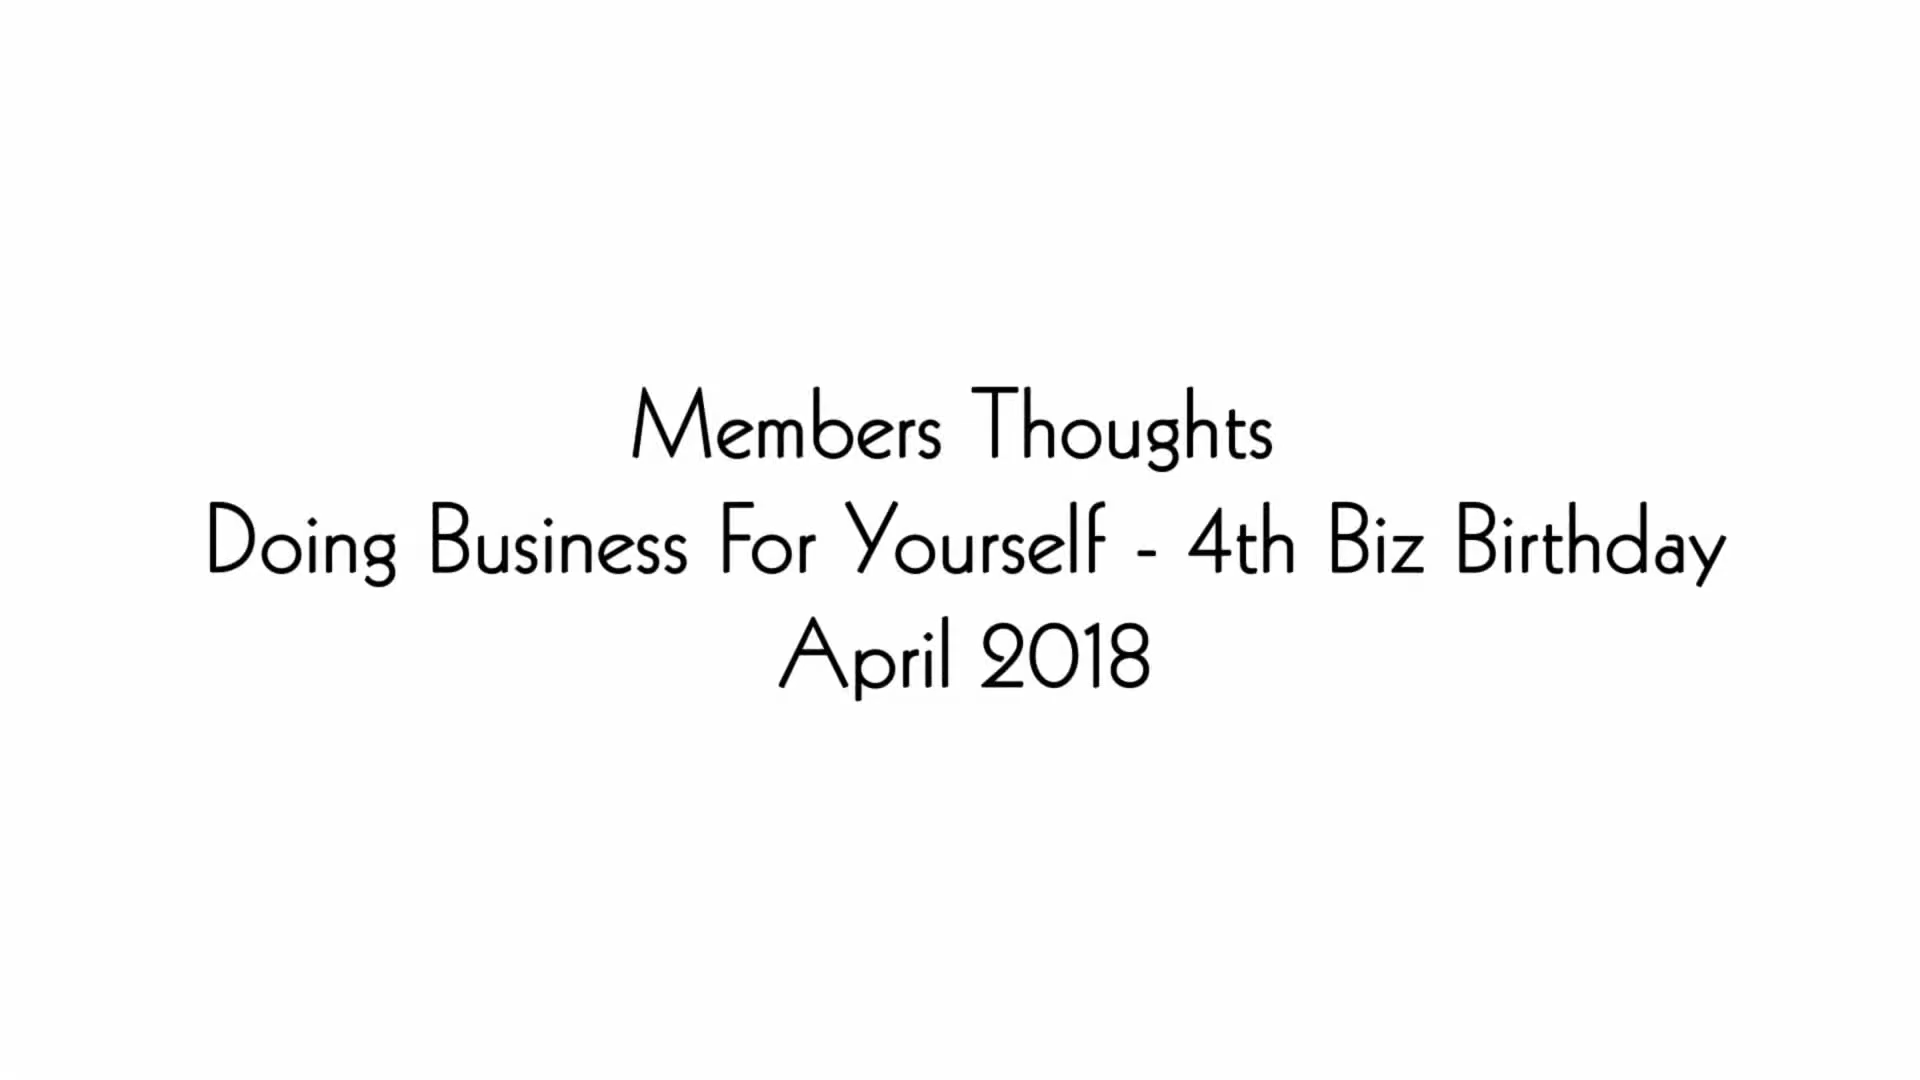 Members Thoughts
Doing Business For Yourself - 4th Biz Birthday
April 2018